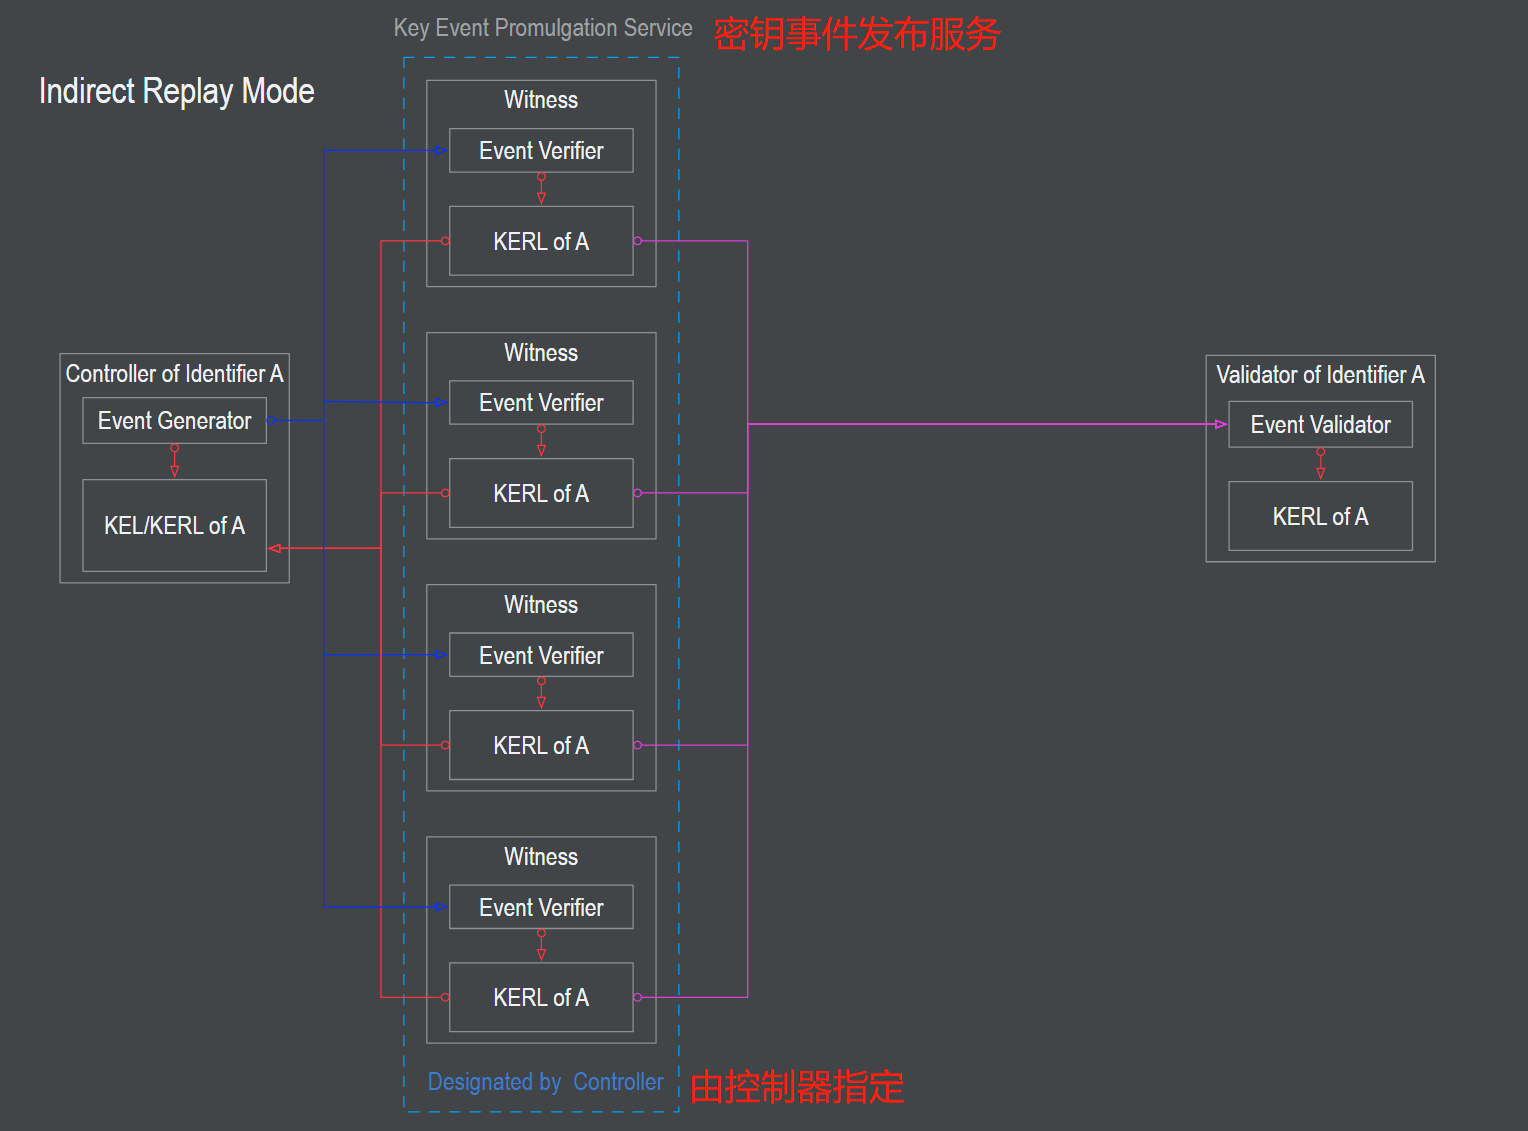 Key Event Promulgation Service
密钥事件发布服务
Indirect Replay Mode
Witness
Event Verifier
KERL of A
Witness
Event Verifier
KERL of A
Controller of Identifier A
Event Generator
KEL/KERL of A
Validator of Identifier A
Event Validator
KERL of A
Witness
Event Verifier
KERL of A
Witness
Event Verifier
KERL of A
Designated by Controller
由控制器指定